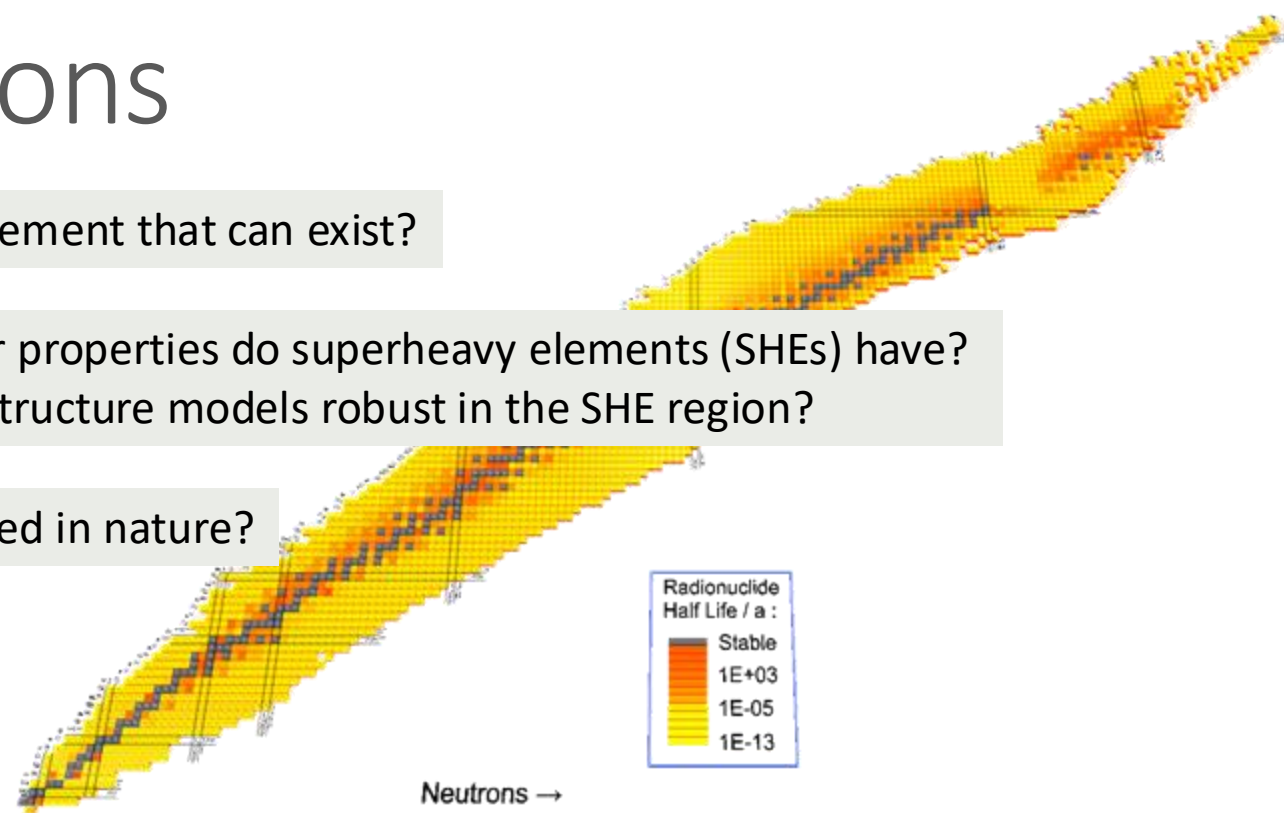 ons
ement that can exist?
r properties do superheavy elements (SHEs) have?
tructure models robust in the SHE region?
ed in nature?
Radionuclide
Half Life / a :
Stable
1E+03
1E-05
1E-13
Neutrons →